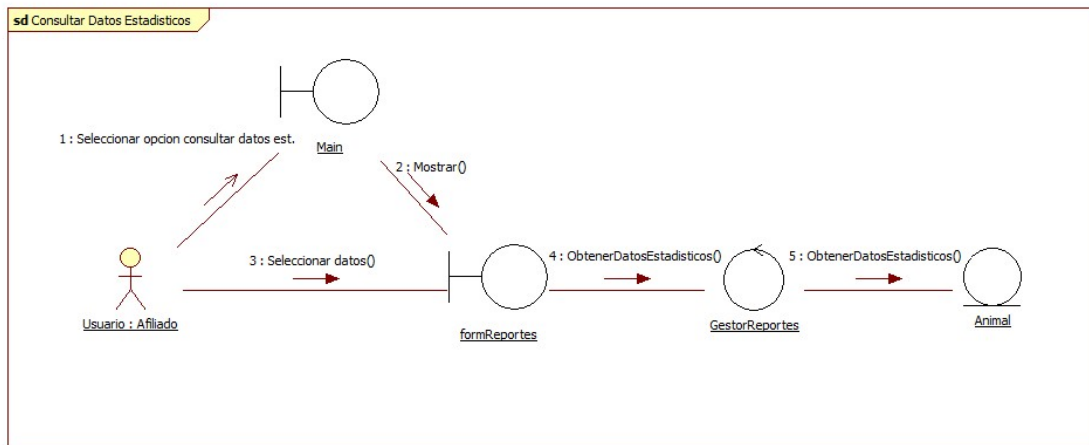 sd Consultar Datos Estadisticos
1 : Seleccionar opcion consultar datos est.
Main
2 : Mostrar()
3 : Seleccionar datos()
4 : ObtenerDatosEstadisticos()
5 : ObtenerDatosEstadisticos()
Usuario : Afiliado
formReportes
GestorReportes
Animal